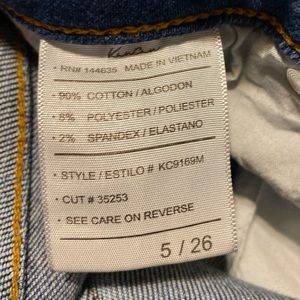 KanCan
· RN# 144635 MADE IN VIETNAM
· 90% COTTON / ALGODON
· 8% POLYESTER / POLIESTER
· 2% SPANDEX / ELASTANO
· STYLE / ESTILO # KC9169M
· CUT # 35253
· SEE CARE ON REVERSE
5 / 26